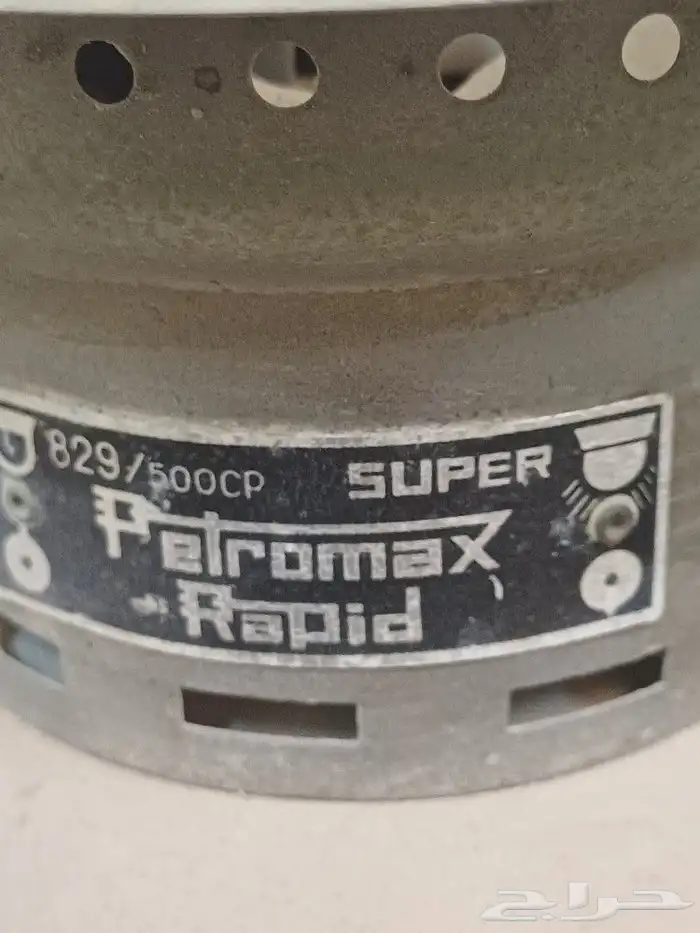 829/500CP SUPER
Petromax
Rapid
حراج